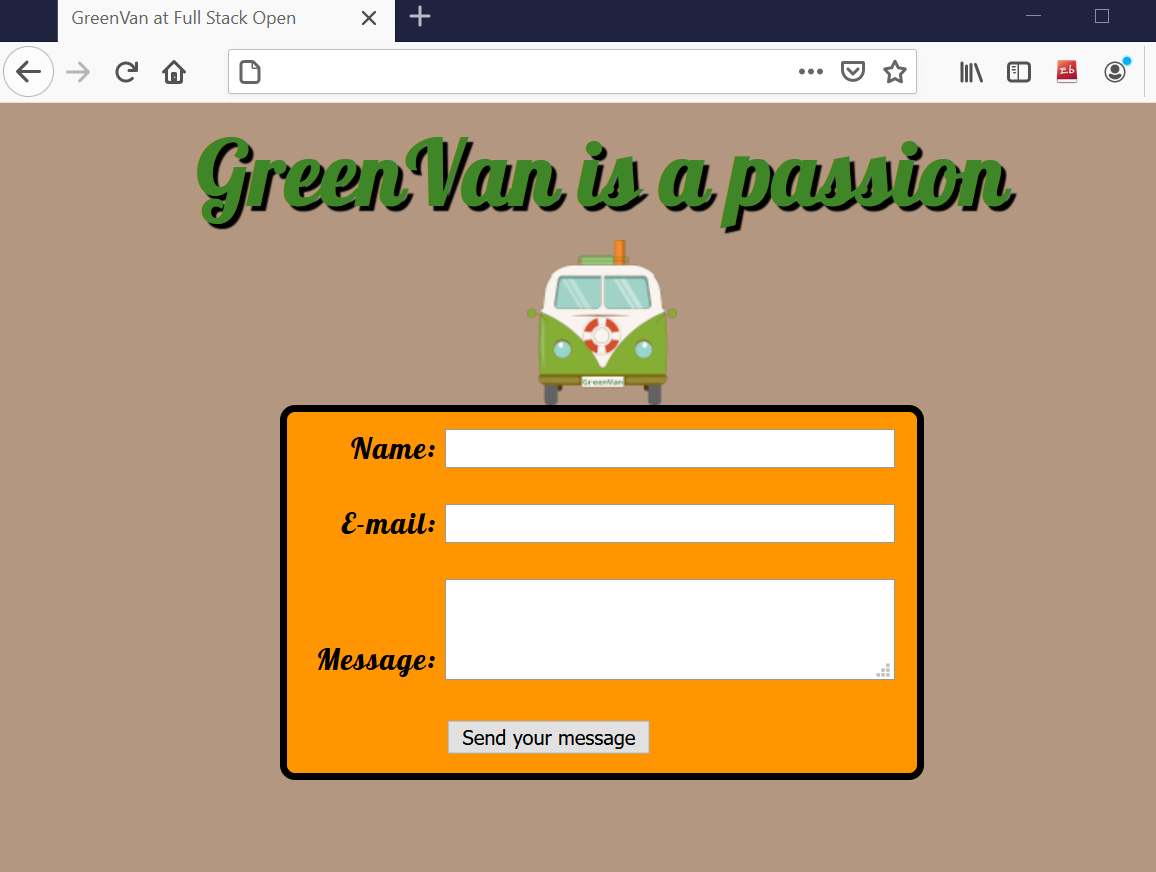 GreenVan at Full Stack Open
GreenVan is a passion
GreenVan
Name:
E-mail:
Message:
Send your message